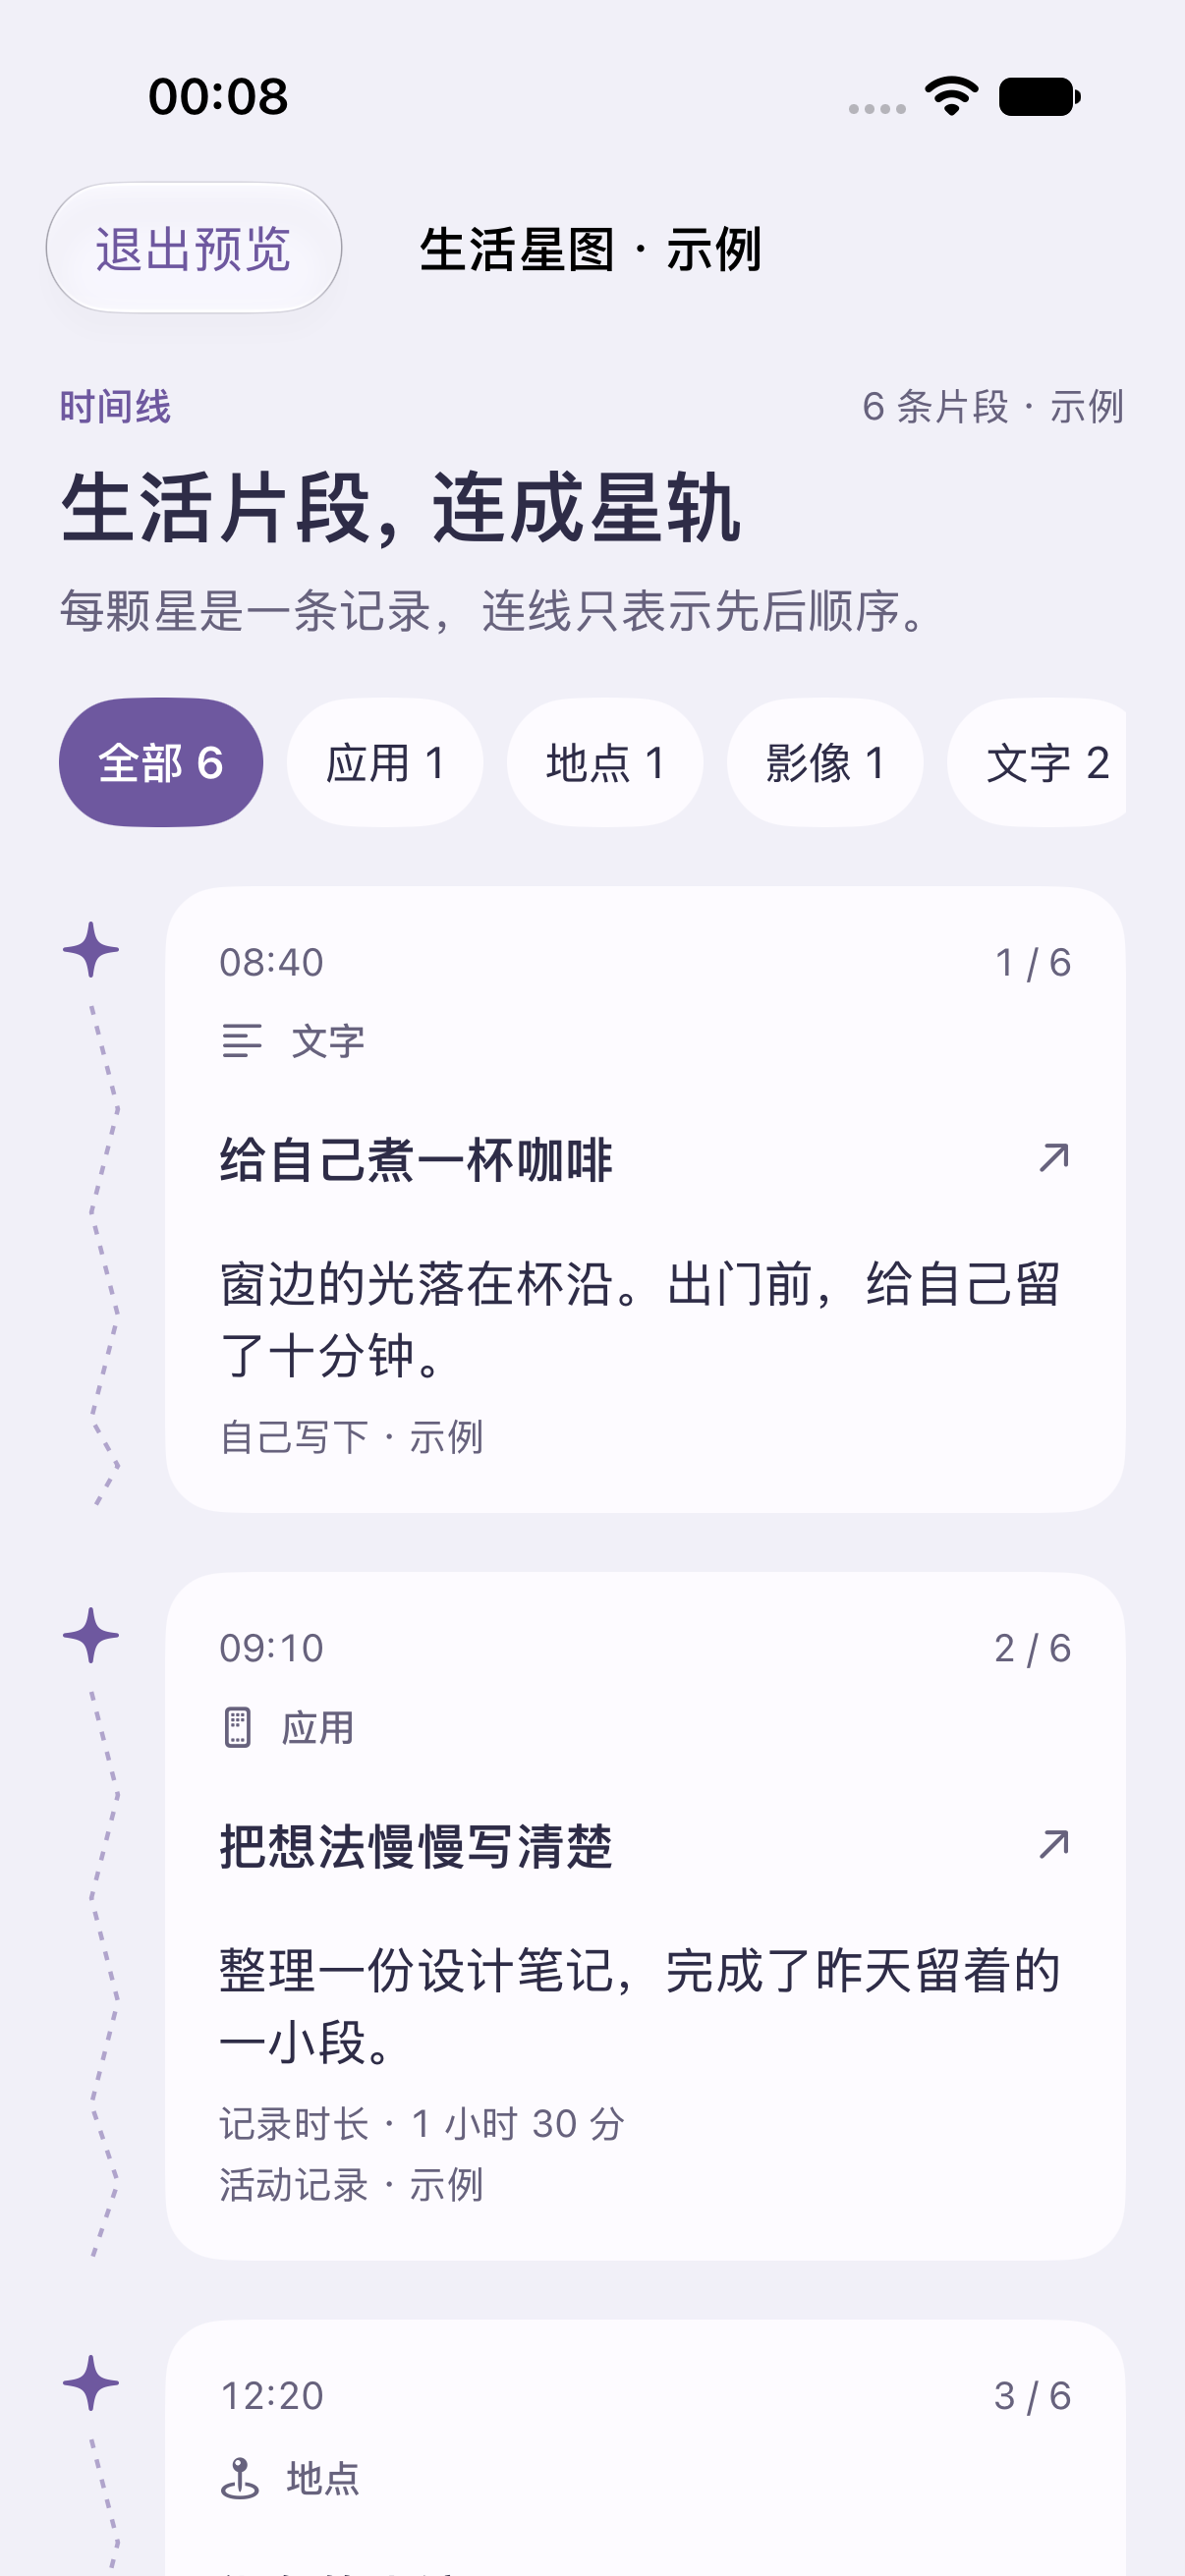 00:08
退出预览
生活星图 · 示例
时间线
6 条片段 · 示例
生活片段，连成星轨
每颗星是一条记录，连线只表示先后顺序。
全部 6
应用 1
地点 1
影像 1
文字 2
08:40
1 / 6
文字
给自己煮一杯咖啡
窗边的光落在杯沿。出门前，给自己留
了十分钟。
自己写下 · 示例
09:10
2 / 6
应用
把想法慢慢写清楚
整理一份设计笔记，完成了昨天留着的
一小段。
记录时长 · 1 小时 30 分
活动记录 · 示例
12:20
3 / 6
地点